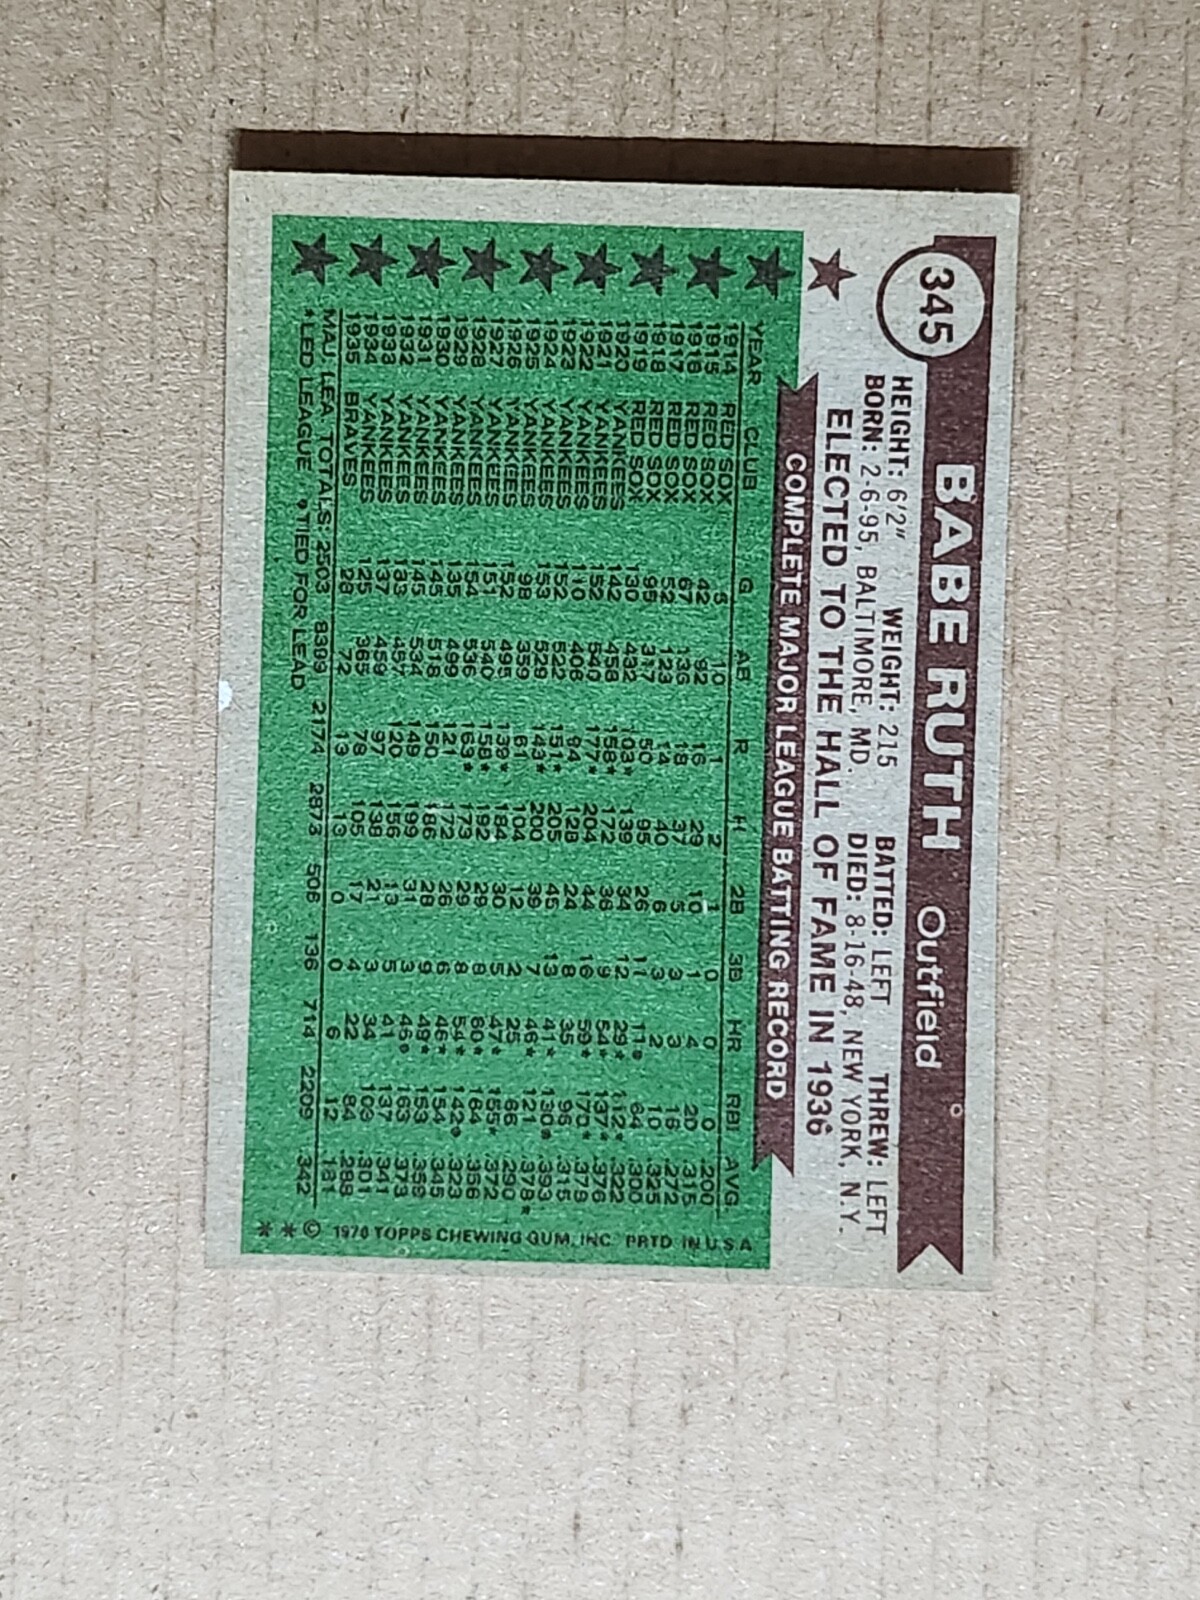 345 BABE RUTH Outfield
HEIGHT: 6'2" WEIGHT: 215 BATTED: LEFT THREW: LEFT
BORN: 2-6-95, BALTIMORE, MD. DIED: 8-16-48, NEW YORK, N.Y.
ELECTED TO THE HALL OF FAME IN 1936
COMPLETE MAJOR LEAGUE BATTING RECORD
YEAR CLUB G AB R H 2B 3B HR RBI AVG
1914 RED SOX 5 10 1 2 1 0 0 0 .200
1915 RED SOX 42 92 16 29 10 1 4 20 .315
1916 RED SOX 67 136 18 37 5 3 3 16 .272
1917 RED SOX 52 123 14 40 6 3 2 10 .325
1918 RED SOX 95 317 50 95 26 11 11• 64 .300
1919 RED SOX 130 432 103* 139 34 12 29* 112* .322
1920 YANKEES 142 458 158* 172 36 9 54* 137* .376
1921 YANKEES 152 540 177* 204 44 16 59* 170* .379
1922 YANKEES 110 406 94 128 24 8 35 96 .315
1923 YANKEES 152 522 151* 205 45 13 41* 130• .393
1924 YANKEES 153 529 143* 200 39 7 46* 121 .378*
1925 YANKEES 98 359 61 104 12 2 25 66 .290
1926 YANKEES 152 495 139* 184 30 5 47* 155* .372
1927 YANKEES 151 540 158* 192 29 8 60* 164 .356
1928 YANKEES 154 536 163* 173 29 8 54* 142• .323
1929 YANKEES 135 499 121 172 26 6 46* 154 .345
1930 YANKEES 145 518 150 186 28 9 49* 153 .359
1931 YANKEES 145 534 149 199 31 3 46• 163 .373
1932 YANKEES 133 457 120 156 13 5 41 137 .341
1933 YANKEES 137 459 97 138 21 3 34 103 .301
1934 YANKEES 125 365 78 105 17 4 22 84 .288
1935 BRAVES 28 72 13 13 0 0 6 12 .181
MAJ. LEA. TOTALS 2503 8399 2174 2873 506 136 714 2209 .342
*LED LEAGUE •TIED FOR LEAD
**© 1976 TOPPS CHEWING GUM, INC. PRTD. IN U.S.A.